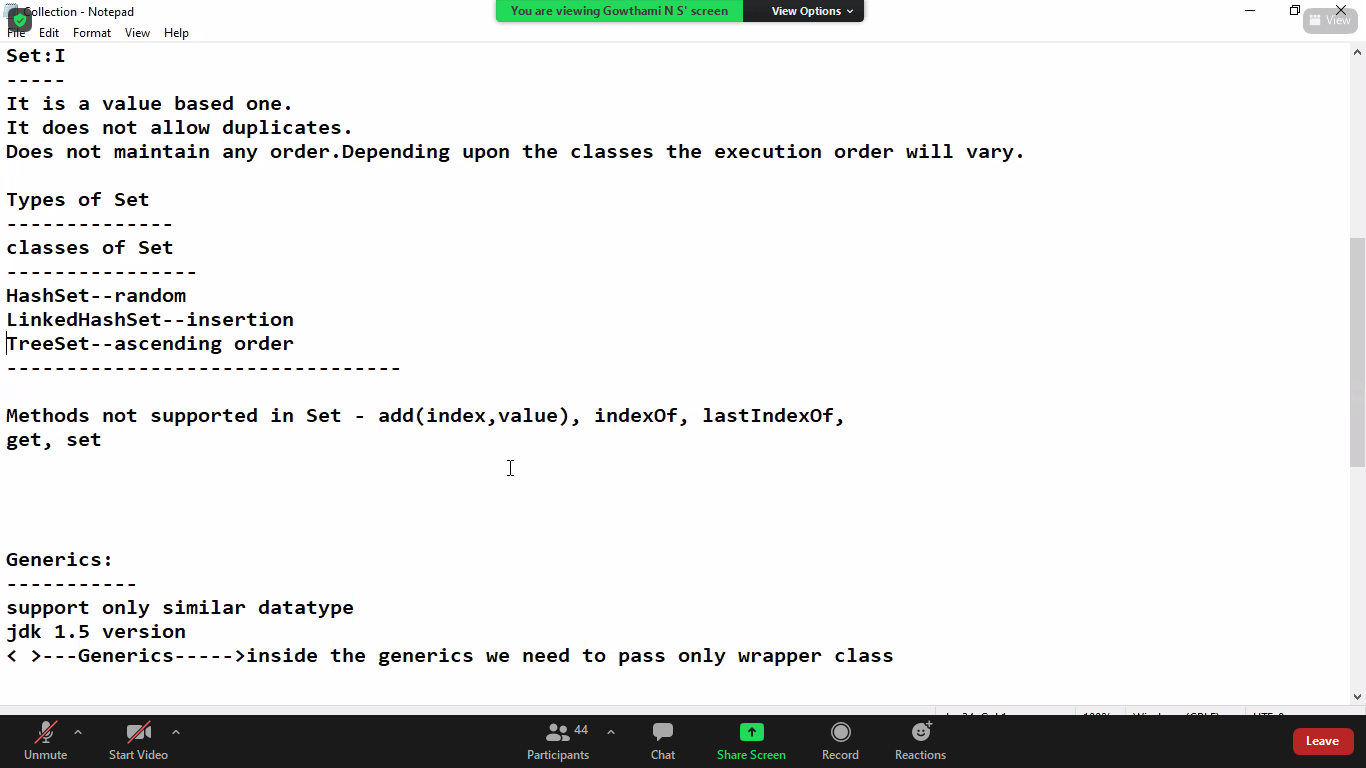 Collection - Notepad
You are viewing Gowthami N S' screen
View Options
View
File Edit Format View Help
Set:I
-----
It is a value based one.
It does not allow duplicates.
Does not maintain any order.Depending upon the classes the execution order will vary.
Types of Set
--------------
classes of Set
----------------
HashSet--random
LinkedHashSet--insertion
TreeSet--ascending order
---------------------------------
Methods not supported in Set - add(index,value), indexOf, lastIndexOf,
get, set
Generics:
-----------
support only similar datatype
jdk 1.5 version
< >---Generics----->inside the generics we need to pass only wrapper class
Unmute
Start Video
44
Participants
Chat
Share Screen
Record
Reactions
Leave